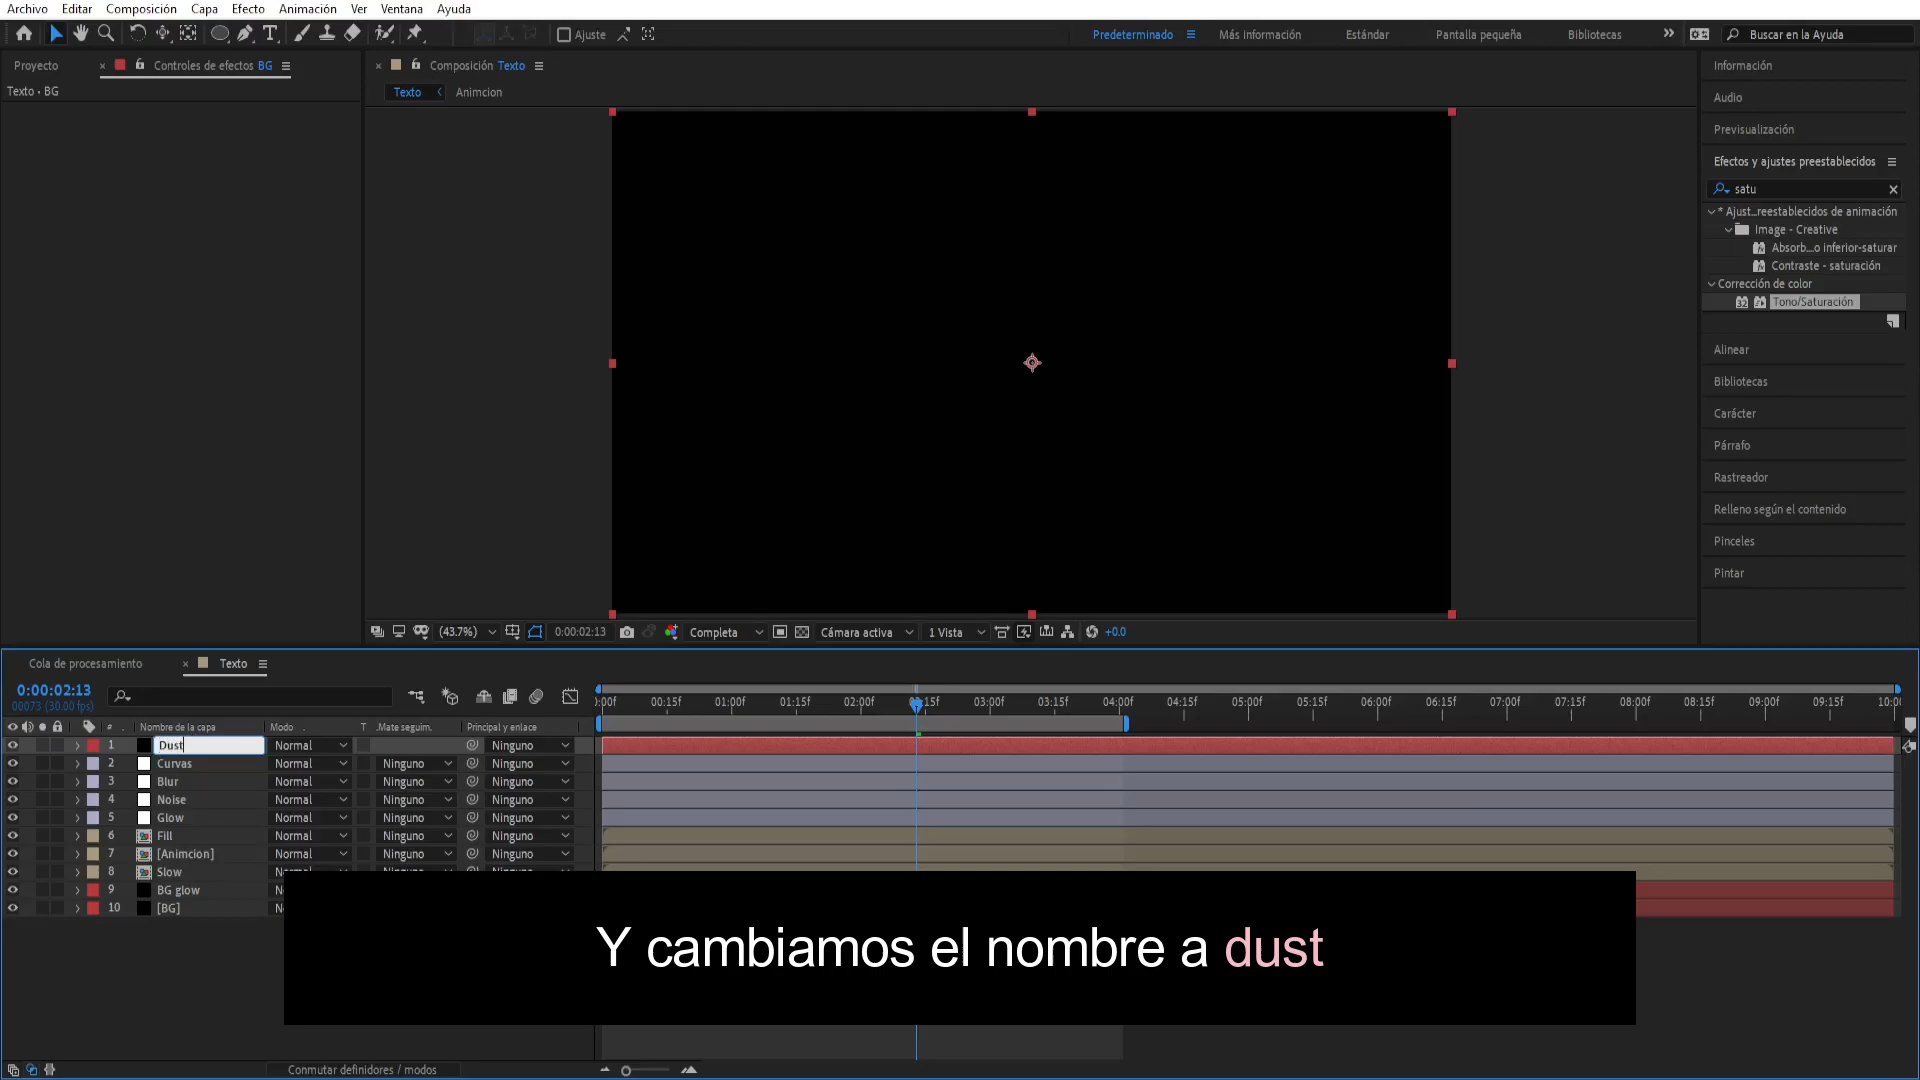 Archivo Editar Composición Capa Efecto Animación Ver Ventana Ayuda
Ajuste Predeterminado Más información Estándar Pantalla pequeña Bibliotecas Buscar en la Ayuda
Proyecto Controles de efectos BG Composición Texto Información
Texto • BG Texto Animcion Audio
Previsualización
Efectos y ajustes preestablecidos
satu
* Ajust...reestablecidos de animación
Image - Creative
Absorb...o inferior-saturar
Contraste - saturación
Corrección de color
Tono/Saturación
Alinear
Bibliotecas
Carácter
Párrafo
Rastreador
Relleno según el contenido
Pinceles
Pintar
(43.7%) 0:00:02:13 Completa Cámara activa 1 Vista +0.0
Cola de procesamiento Texto
0:00:02:13
00073 (30.00 fps)
00:15f 01:00f 01:15f 02:00f 03:00f 03:15f 04:00f 04:15f 05:00f 05:15f 06:00f 06:15f 07:00f 07:15f 08:00f 08:15f 09:00f 09:15f
# Nombre de la capa Modo T .Mate seguim. Principal y enlace
1 Dust Normal Ninguno
2 Curvas Normal Ninguno Ninguno
3 Blur Normal Ninguno Ninguno
4 Noise Normal Ninguno Ninguno
5 Glow Normal Ninguno Ninguno
6 Fill Normal Ninguno Ninguno
7 [Animcion] Normal Ninguno Ninguno
8 Slow
9 BG glow
10 [BG]
Y cambiamos el nombre a dust
Conmutar definidores / modos